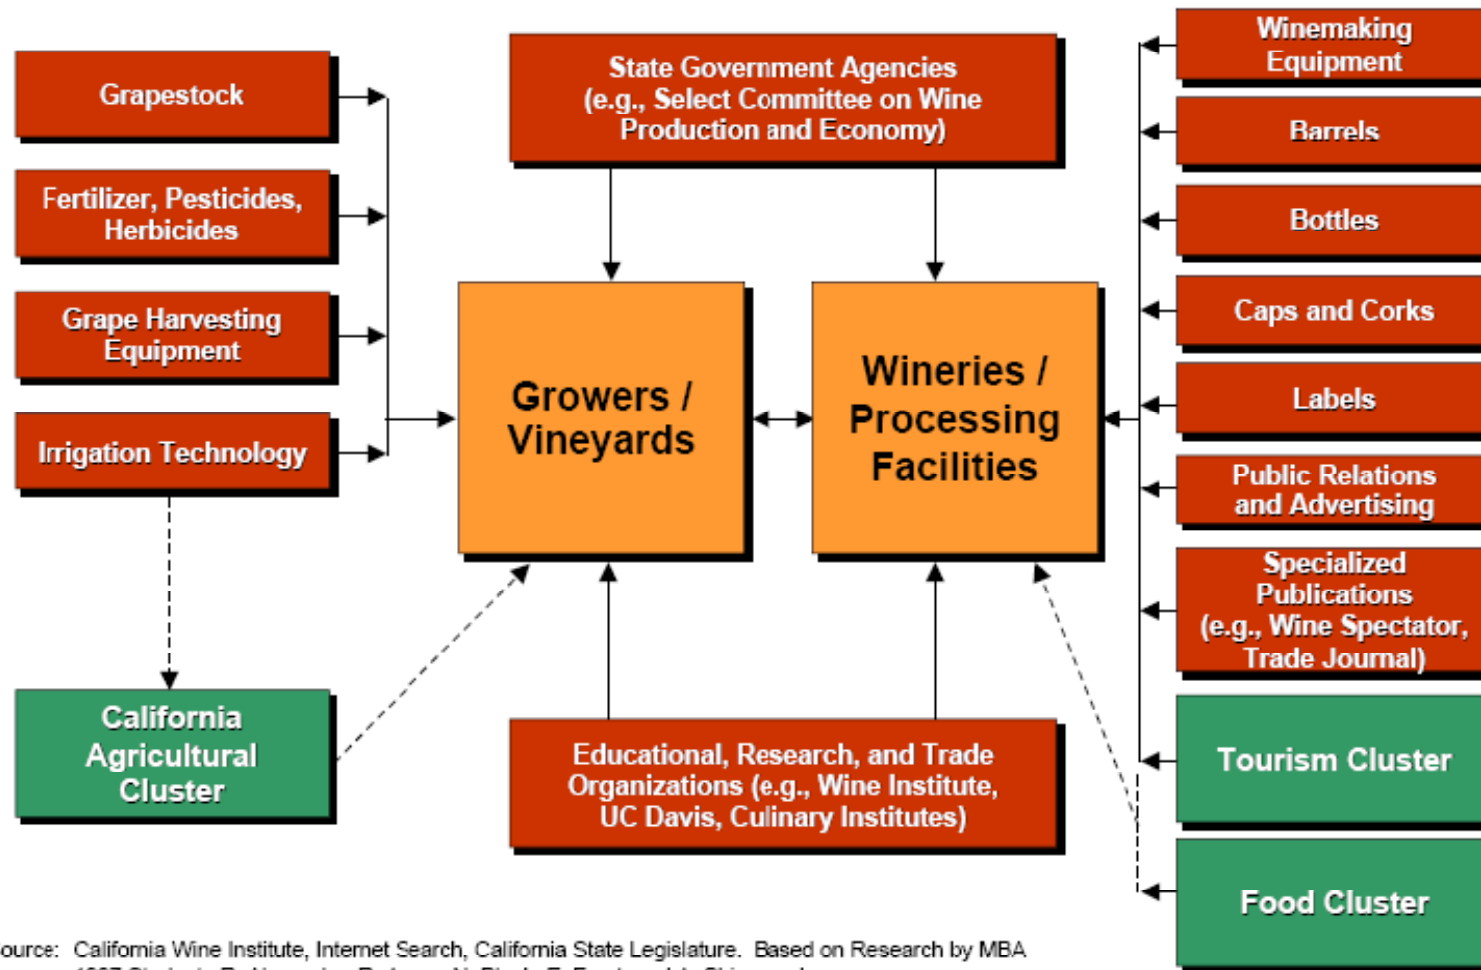 Grapestock
Fertilizer, Pesticides,
Herbicides
Grape Harvesting
Equipment
Irrigation Technology
California
Agricultural
Cluster
State Government Agencies
(e.g., Select Committee on Wine
Production and Economy)
Growers /
Vineyards
Wineries /
Processing
Facilities
Educational, Research, and Trade
Organizations (e.g., Wine Institute,
UC Davis, Culinary Institutes)
Winemaking
Equipment
Barrels
Bottles
Caps and Corks
Labels
Public Relations
and Advertising
Specialized
Publications
(e.g., Wine Spectator,
Trade Journal)
Tourism Cluster
Food Cluster
ource: California Wine Institute, Internet Search, California State Legislature. Based on Research by MBA